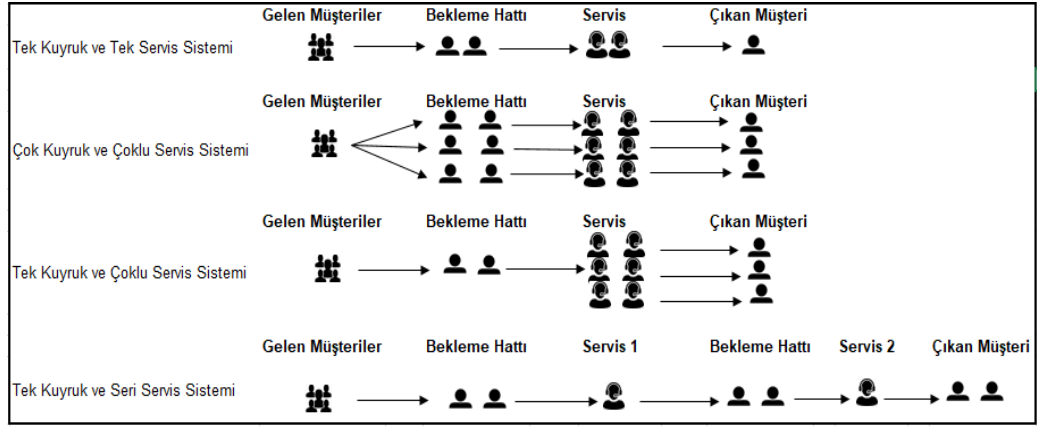 Gelen Müşteriler Bekleme Hattı Servis Çıkan Müşteri
Tek Kuyruk ve Tek Servis Sistemi
Gelen Müşteriler Bekleme Hattı Servis Çıkan Müşteri
Çok Kuyruk ve Çoklu Servis Sistemi
Gelen Müşteriler Bekleme Hattı Servis Çıkan Müşteri
Tek Kuyruk ve Çoklu Servis Sistemi
Gelen Müşteriler Bekleme Hattı Servis 1 Bekleme Hattı Servis 2 Çıkan Müşteri
Tek Kuyruk ve Seri Servis Sistemi